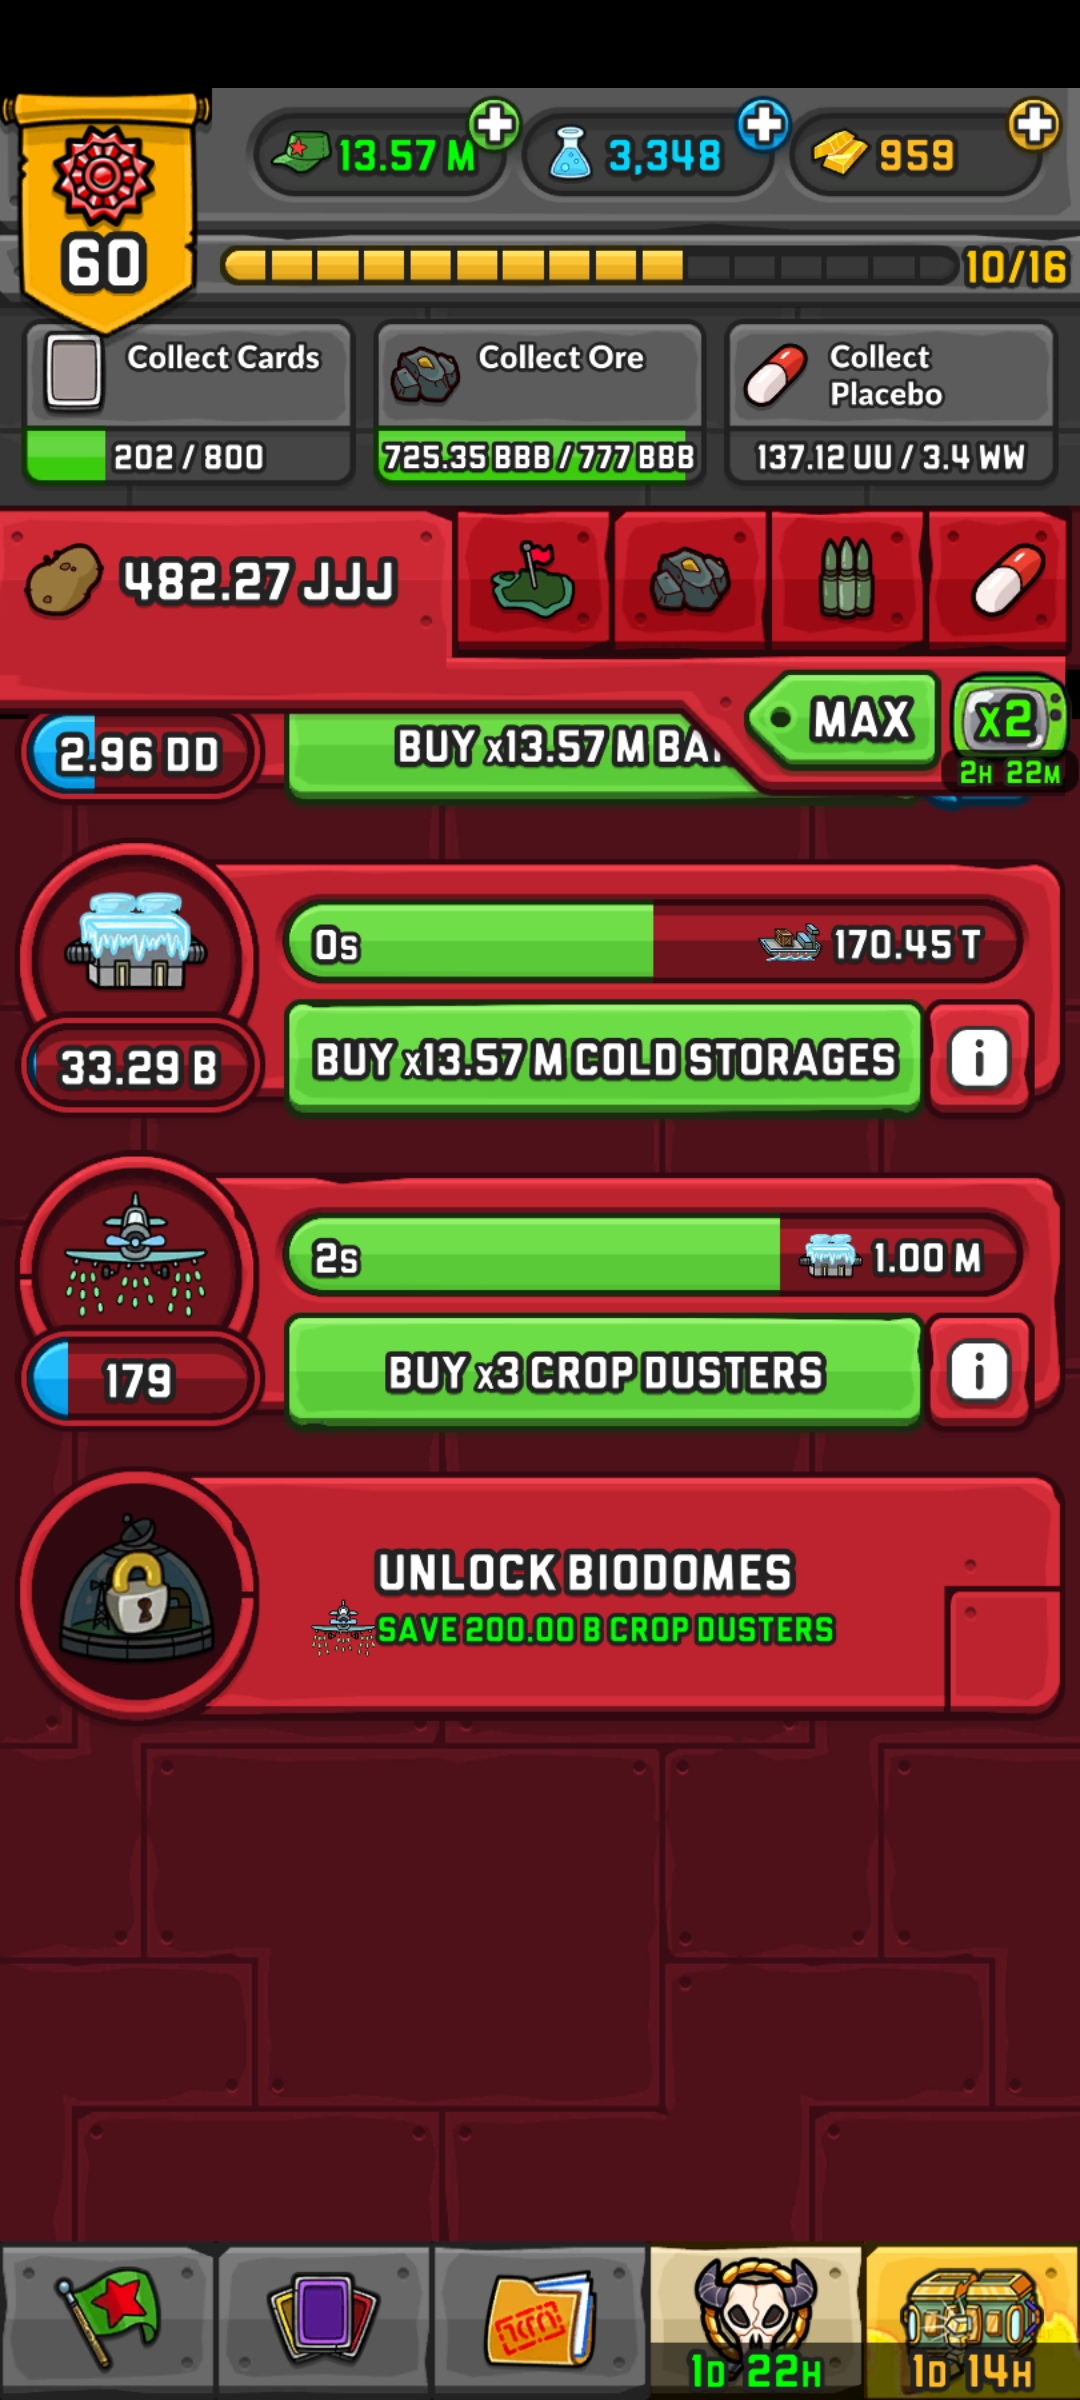 13.57 M
3,348
959
60
10/16
Collect Cards
202 / 800
Collect Ore
725.35 BBB / 777 BBB
Collect
Placebo
137.12 UU / 3.4 WW
482.27 JJJ
MAX
x2
2H 22M
2.96 DD
BUY x13.57 M
0s
170.45 T
33.29 B
BUY x13.57 M COLD STORAGES
i
2s
1.00 M
179
BUY x3 CROP DUSTERS
i
UNLOCK BIODOMES
SAVE 200.00 B CROP DUSTERS
1D 22H
1D 14H